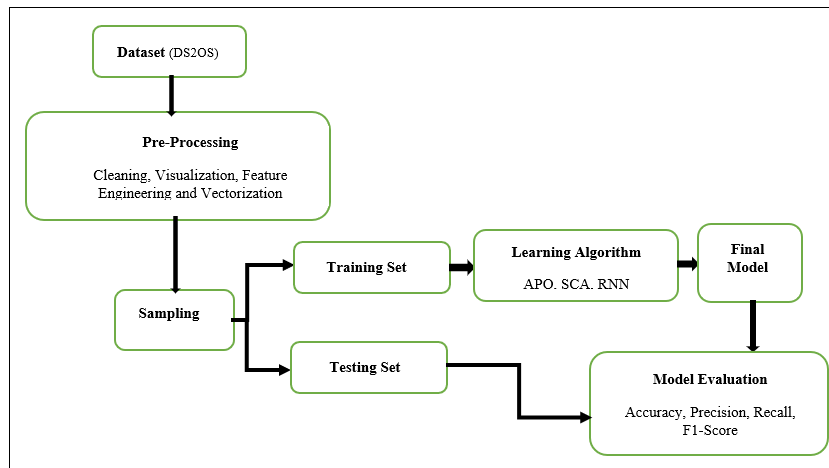 Dataset (DS2OS)
Pre-Processing
Cleaning, Visualization, Feature
Engineering and Vectorization
Sampling
Training Set
Testing Set
Learning Algorithm
APO. SCA. RNN
Final
Model
Model Evaluation
Accuracy, Precision, Recall,
F1-Score